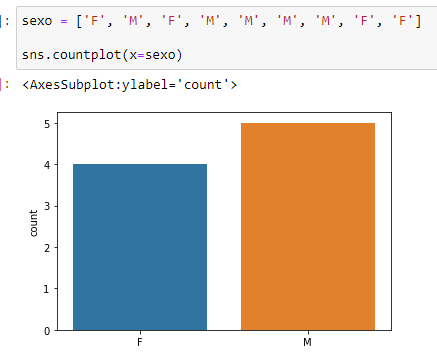 ]: sexo = ['F', 'M', 'F', 'M', 'M', 'M', 'M', 'F', 'F']
sns.countplot(x=sexo)
]: <AxesSubplot:ylabel='count'>
5
4
3
2
1
0
count
F M